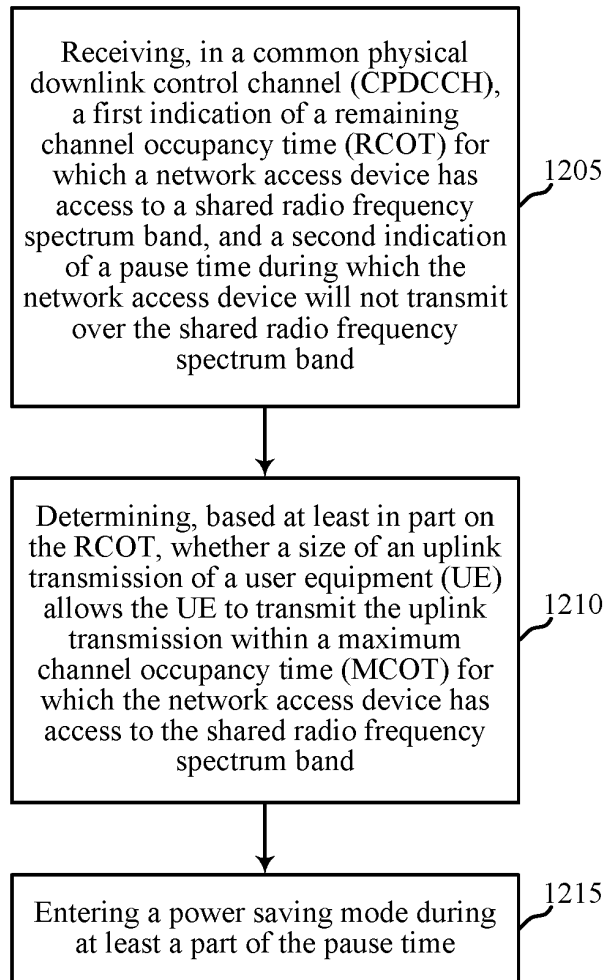 Receiving, in a common physical
downlink control channel (CPDCCH),
a first indication of a remaining
channel occupancy time (RCOT) for
which a network access device has
access to a shared radio frequency
spectrum band, and a second indication
of a pause time during which the
network access device will not transmit
over the shared radio frequency
spectrum band
1205
Determining, based at least in part on
the RCOT, whether a size of an uplink
transmission of a user equipment (UE)
allows the UE to transmit the uplink
transmission within a maximum
channel occupancy time (MCOT) for
which the network access device has
access to the shared radio frequency
spectrum band
1210
Entering a power saving mode during
at least a part of the pause time
1215